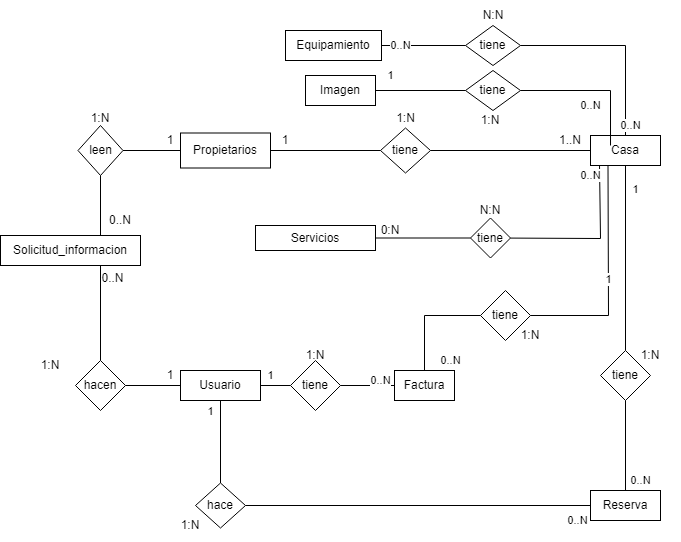 N:N
Equipamiento
0..N
tiene
1
Imagen
tiene
0..N
1:N
0..N
1:N
1:N
leen
1
Propietarios
1
tiene
1..N
Casa
0..N
1
0..N
N:N
Solicitud_informacion
Servicios
0:N
tiene
0..N
1
tiene
1:N
1:N
1:N
0..N
1:N
hacen
1
Usuario
1
tiene
0..N
Factura
tiene
1
0..N
hace
Reserva
1:N
0..N